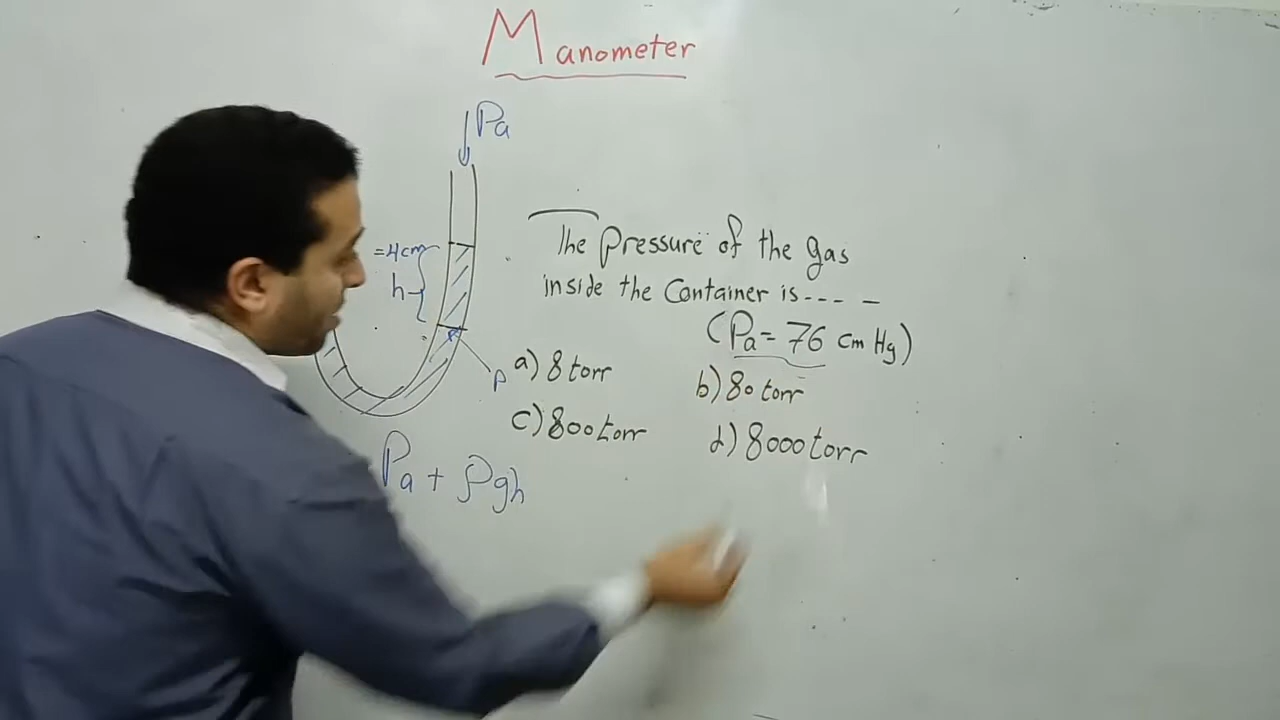 Manometer
Pa
=4cm
h
P
P
The Pressure of the gas
inside the Container is---- –
(Pa = 76 cm Hg)
a) 8 torr
b) 80 torr
c) 800 torr
d) 8000 torr
Pa + ρgh